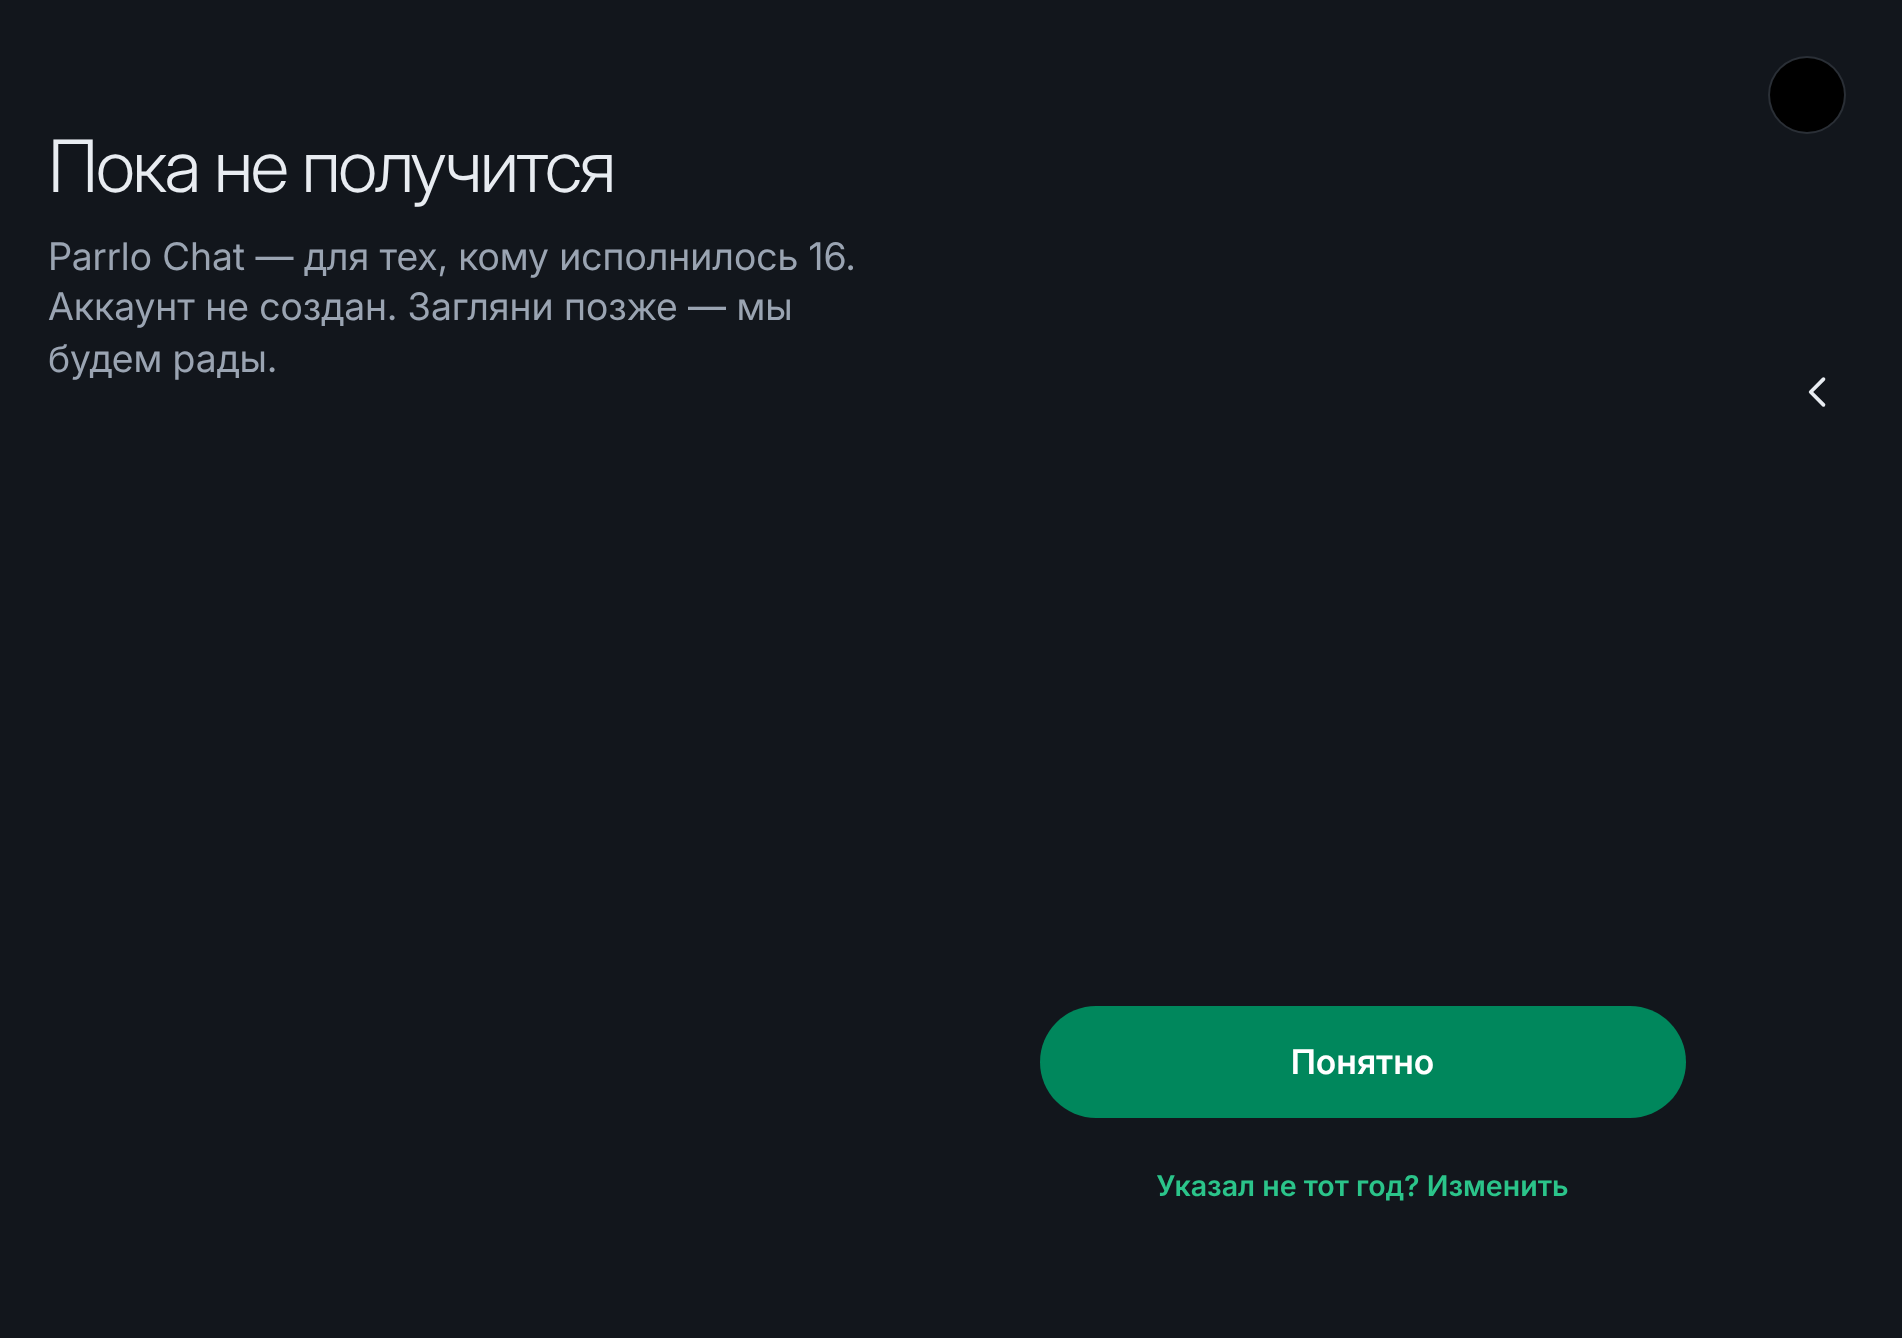 Пока не получится
Parrlo Chat — для тех, кому исполнилось 16.
Аккаунт не создан. Загляни позже — мы
будем рады.
Понятно
Указал не тот год? Изменить